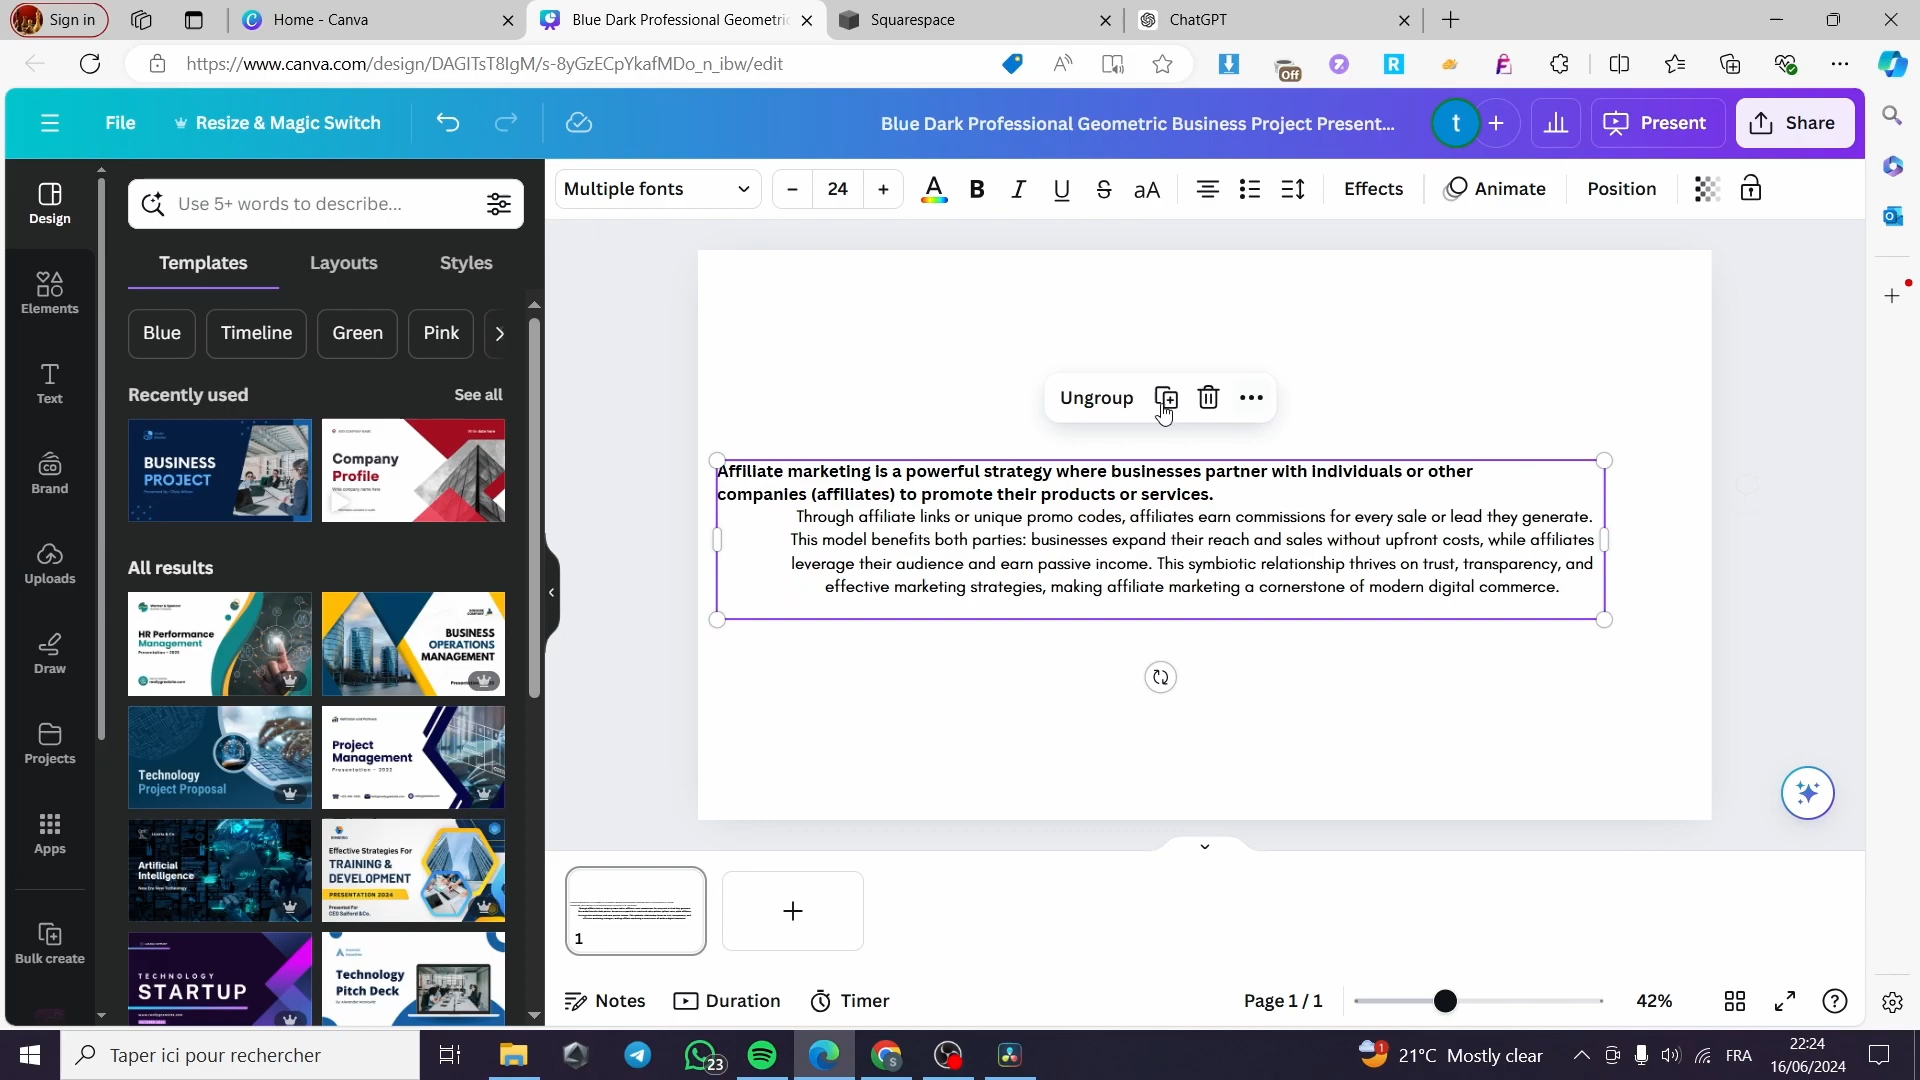 Sign in
Home - Canva
Blue Dark Professional Geometric
Squarespace
ChatGPT
https://www.canva.com/design/DAGITsT8IgM/s-8yGzECpYkafMDo_n_ibw/edit
Off
File
Resize & Magic Switch
Blue Dark Professional Geometric Business Project Present...
t
Present
Share
Design
Elements
Text
Brand
Uploads
Draw
Projects
Apps
Bulk create
Use 5+ words to describe...
Templates
Layouts
Styles
Blue
Timeline
Green
Pink
Recently used
See all
BUSINESS
PROJECT
Company
Profile
All results
HR Performance
Management
BUSINESS
OPERATIONS
MANAGEMENT
Technology
Project Proposal
Project
Management
Artificial
Intelligence
Effective Strategies For
TRAINING &
DEVELOPMENT
PRESENTATION 2024
TECHNOLOGY
STARTUP
Technology
Pitch Deck
Multiple fonts
24
B
I
U
S
aA
Effects
Animate
Position
Ungroup
Affiliate marketing is a powerful strategy where businesses partner with individuals or other
companies (affiliates) to promote their products or services.
Through affiliate links or unique promo codes, affiliates earn commissions for every sale or lead they generate.
This model benefits both parties: businesses expand their reach and sales without upfront costs, while affiliates
leverage their audience and earn passive income. This symbiotic relationship thrives on trust, transparency, and
effective marketing strategies, making affiliate marketing a cornerstone of modern digital commerce.
1
Notes
Duration
Timer
Page 1 / 1
42%
Taper ici pour rechercher
23
1
21°C Mostly clear
FRA
22:24
16/06/2024